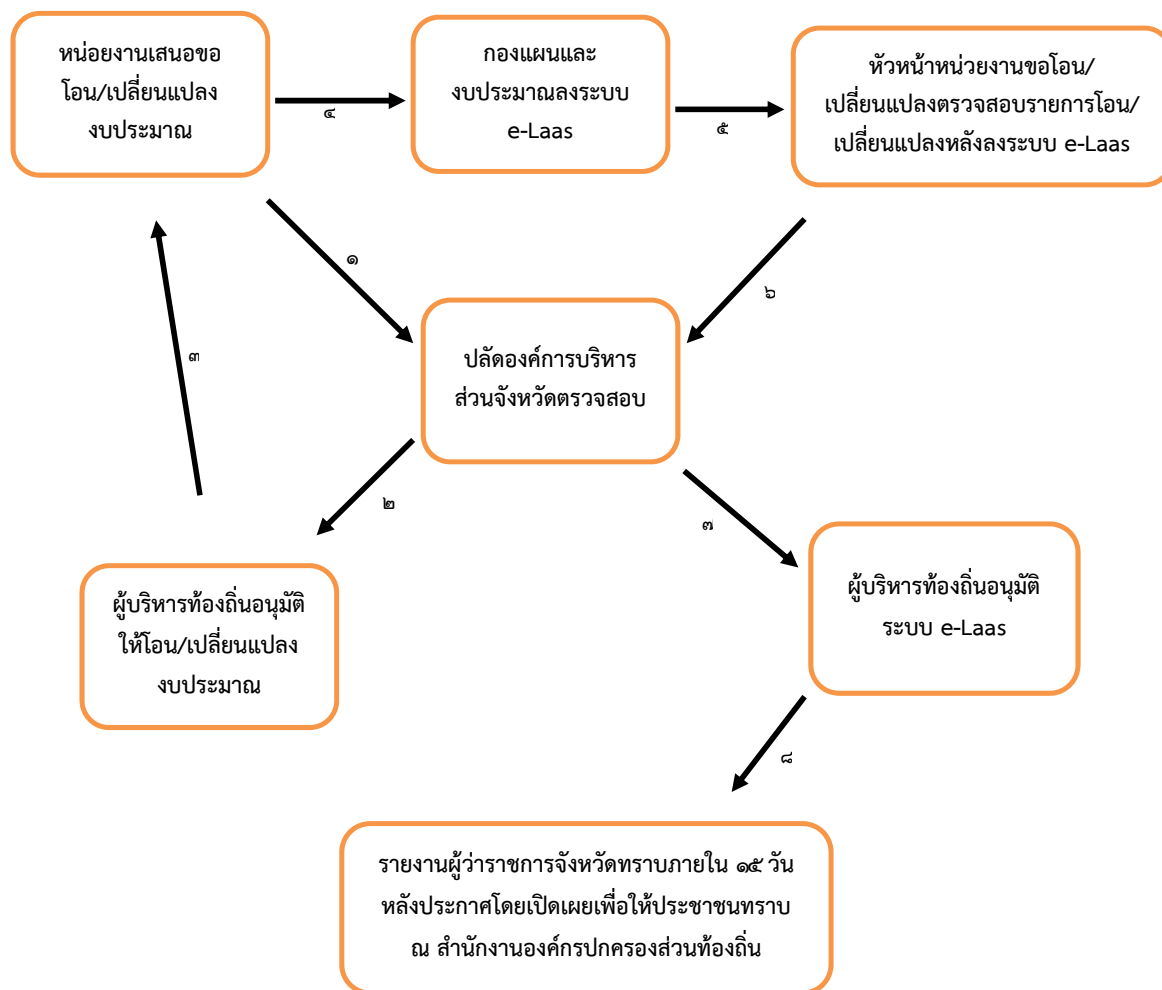 หน่อยงานเสนอขอ
โอน/เปลี่ยนแปลง
งบประมาณ
๔
กองแผนและ
งบประมาณลงระบบ
e-Laas
๕
หัวหน้าหน่วยงานขอโอน/
เปลี่ยนแปลงตรวจสอบรายการโอน/
เปลี่ยนแปลงหลังลงระบบ e-Laas
๑
๖
๓
ปลัดองค์การบริหาร
ส่วนจังหวัดตรวจสอบ
๒
๗
ผู้บริหารท้องถิ่นอนุมัติ
ให้โอน/เปลี่ยนแปลง
งบประมาณ
ผู้บริหารท้องถิ่นอนุมัติ
ระบบ e-Laas
๘
รายงานผู้ว่าราชการจังหวัดทราบภายใน ๑๕ วัน
หลังประกาศโดยเปิดเผยเพื่อให้ประชาชนทราบ
ณ สำนักงานองค์กรปกครองส่วนท้องถิ่น